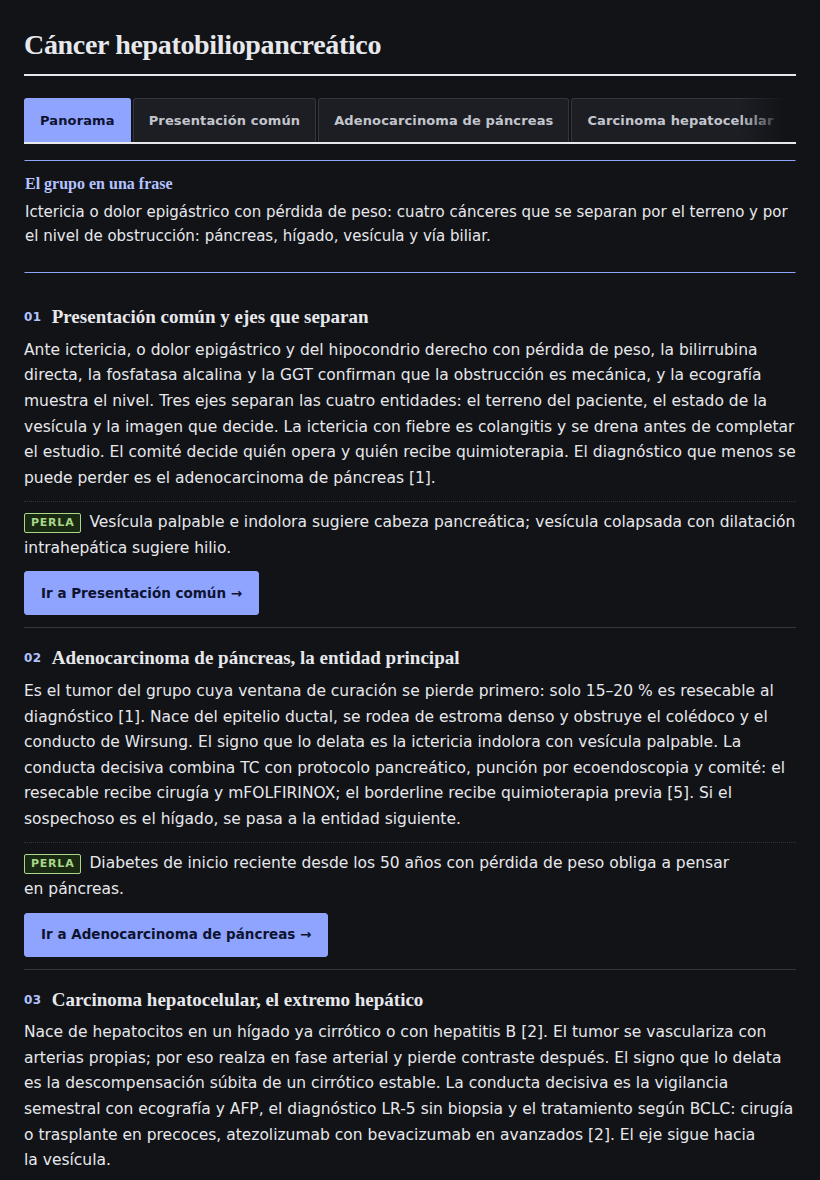 Cáncer hepatobiliopancreático
Panorama
Presentación común
Adenocarcinoma de páncreas
Carcinoma hepatocelular
El grupo en una frase
Ictericia o dolor epigástrico con pérdida de peso: cuatro cánceres que se separan por el terreno y por
el nivel de obstrucción: páncreas, hígado, vesícula y vía biliar.
01 Presentación común y ejes que separan
Ante ictericia, o dolor epigástrico y del hipocondrio derecho con pérdida de peso, la bilirrubina
directa, la fosfatasa alcalina y la GGT confirman que la obstrucción es mecánica, y la ecografía
muestra el nivel. Tres ejes separan las cuatro entidades: el terreno del paciente, el estado de la
vesícula y la imagen que decide. La ictericia con fiebre es colangitis y se drena antes de completar
el estudio. El comité decide quién opera y quién recibe quimioterapia. El diagnóstico que menos se
puede perder es el adenocarcinoma de páncreas [1].
PERLA Vesícula palpable e indolora sugiere cabeza pancreática; vesícula colapsada con dilatación
intrahepática sugiere hilio.
Ir a Presentación común →
02 Adenocarcinoma de páncreas, la entidad principal
Es el tumor del grupo cuya ventana de curación se pierde primero: solo 15–20 % es resecable al
diagnóstico [1]. Nace del epitelio ductal, se rodea de estroma denso y obstruye el colédoco y el
conducto de Wirsung. El signo que lo delata es la ictericia indolora con vesícula palpable. La
conducta decisiva combina TC con protocolo pancreático, punción por ecoendoscopia y comité: el
resecable recibe cirugía y mFOLFIRINOX; el borderline recibe quimioterapia previa [5]. Si el
sospechoso es el hígado, se pasa a la entidad siguiente.
PERLA Diabetes de inicio reciente desde los 50 años con pérdida de peso obliga a pensar
en páncreas.
Ir a Adenocarcinoma de páncreas →
03 Carcinoma hepatocelular, el extremo hepático
Nace de hepatocitos en un hígado ya cirrótico o con hepatitis B [2]. El tumor se vasculariza con
arterias propias; por eso realza en fase arterial y pierde contraste después. El signo que lo delata
es la descompensación súbita de un cirrótico estable. La conducta decisiva es la vigilancia
semestral con ecografía y AFP, el diagnóstico LR-5 sin biopsia y el tratamiento según BCLC: cirugía
o trasplante en precoces, atezolizumab con bevacizumab en avanzados [2]. El eje sigue hacia
la vesícula.